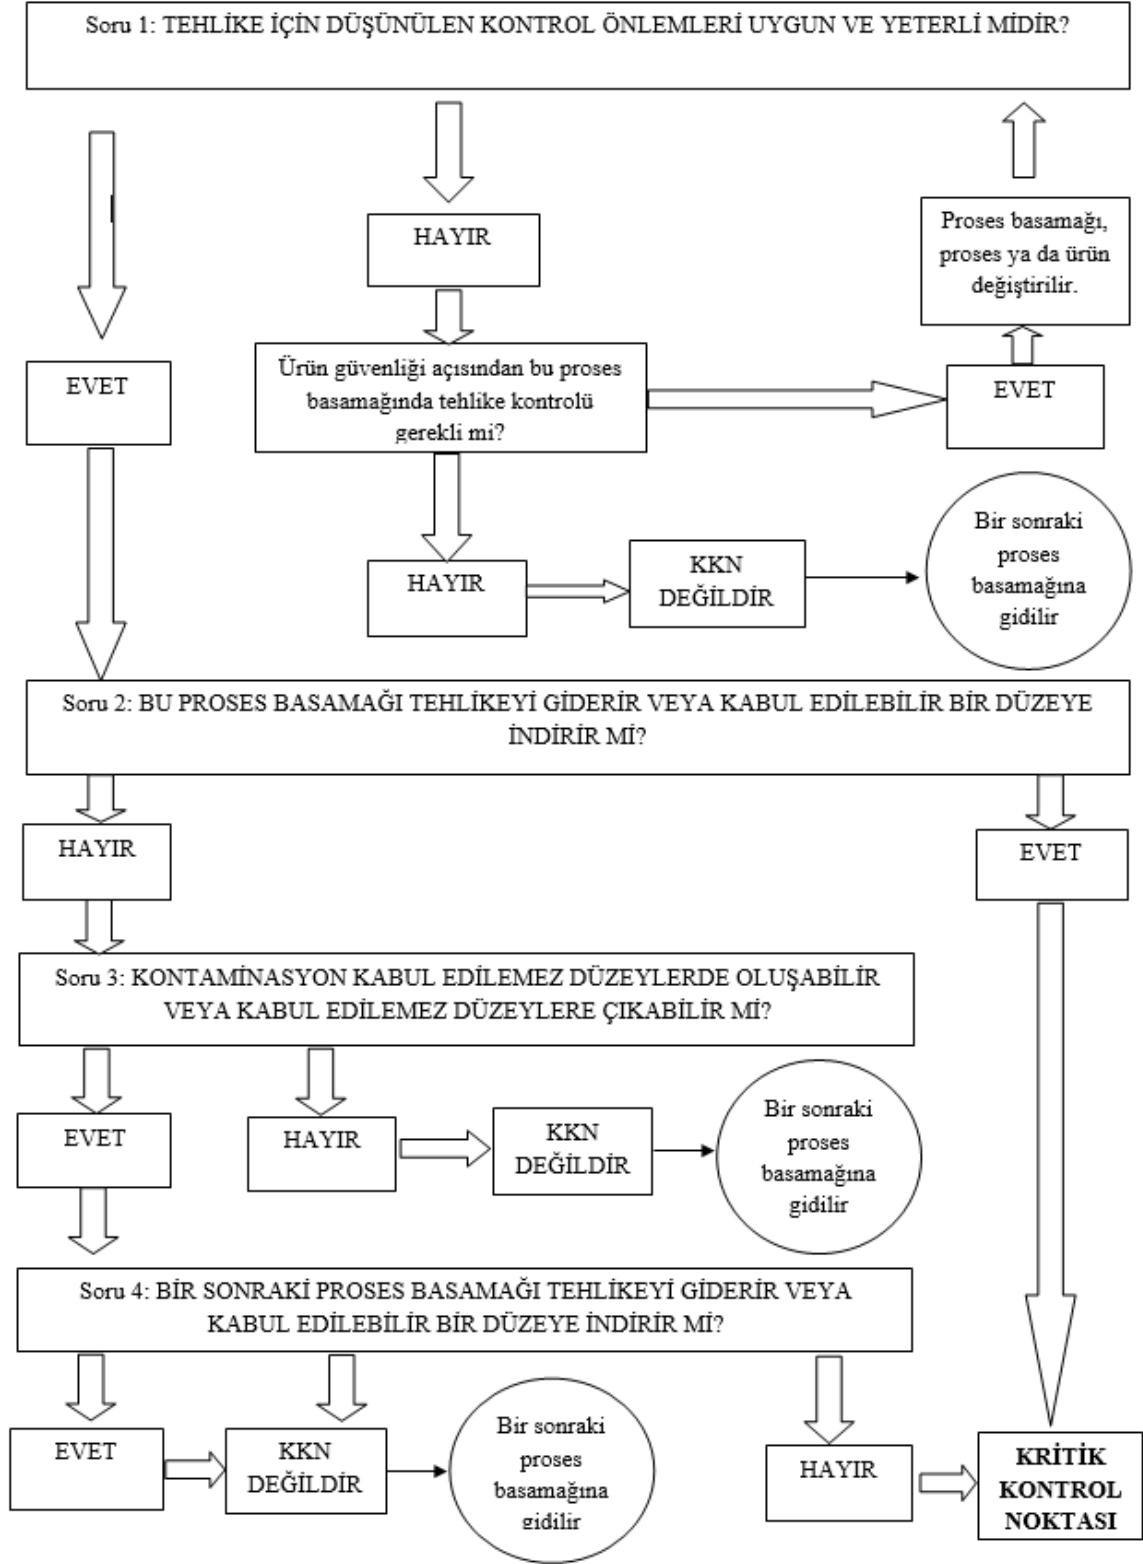 Soru 1: TEHLİKE İÇİN DÜŞÜNÜLEN KONTROL ÖNLEMLERİ UYGUN VE YETERLİ MİDİR?
HAYIR
Proses basamağı,
proses ya da ürün
değiştirilir.
EVET
Ürün güvenliği açısından bu proses
basamağında tehlike kontrolü
gerekli mi?
EVET
HAYIR
KKN
DEĞİLDİR
Bir sonraki
proses
basamağına
gidilir
Soru 2: BU PROSES BASAMAĞI TEHLİKEYİ GİDERİR VEYA KABUL EDİLEBİLİR BİR DÜZEYE
İNDİRİR Mİ?
HAYIR
EVET
Soru 3: KONTAMİNASYON KABUL EDİLEMEZ DÜZEYLERDE OLUŞABİLİR
VEYA KABUL EDİLEMEZ DÜZEYLERE ÇIKABİLİR Mİ?
EVET
HAYIR
KKN
DEĞİLDİR
Bir sonraki
proses
basamağına
gidilir
Soru 4: BİR SONRAKİ PROSES BASAMAĞI TEHLİKEYİ GİDERİR VEYA
KABUL EDİLEBİLİR BİR DÜZEYE İNDİRİR Mİ?
EVET
KKN
DEĞİLDİR
Bir sonraki
proses
basamağına
gidilir
HAYIR
KRİTİK
KONTROL
NOKTASI